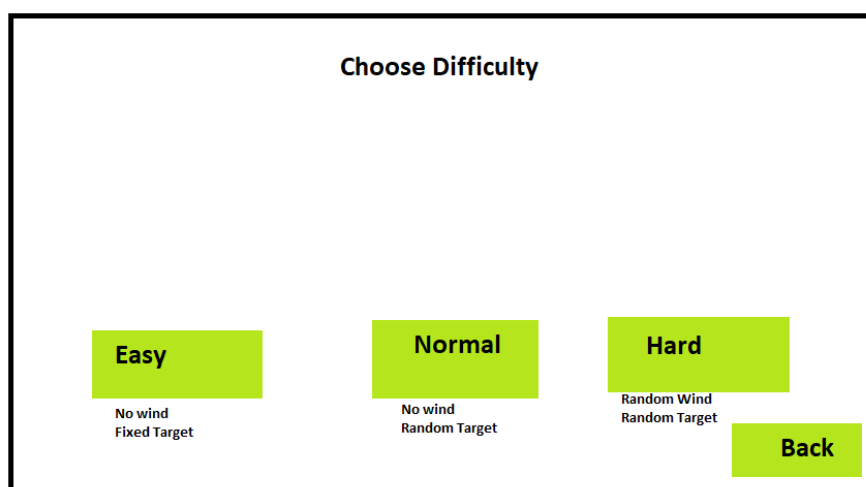 Choose Difficulty
Easy
No wind
Fixed Target
Normal
No wind
Random Target
Hard
Random Wind
Random Target
Back